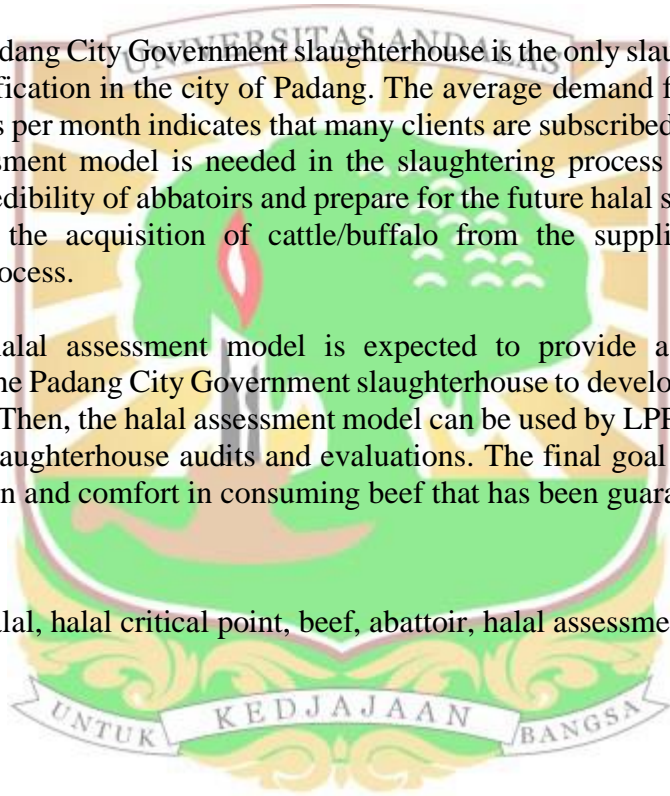 UNIVERSITAS ANDALAS
dang City Government slaughterhouse is the only slau
fication in the city of Padang. The average demand f
s per month indicates that many clients are subscribed
sment model is needed in the slaughtering process
edibility of abbatoirs and prepare for the future halal s
the acquisition of cattle/buffalo from the suppli
ocess.
alal assessment model is expected to provide a
he Padang City Government slaughterhouse to develo
Then, the halal assessment model can be used by LPP
aughterhouse audits and evaluations. The final goal
n and comfort in consuming beef that has been guara
alal, halal critical point, beef, abattoir, halal assessme
UNTUK KEDJAJAAN BANGSA